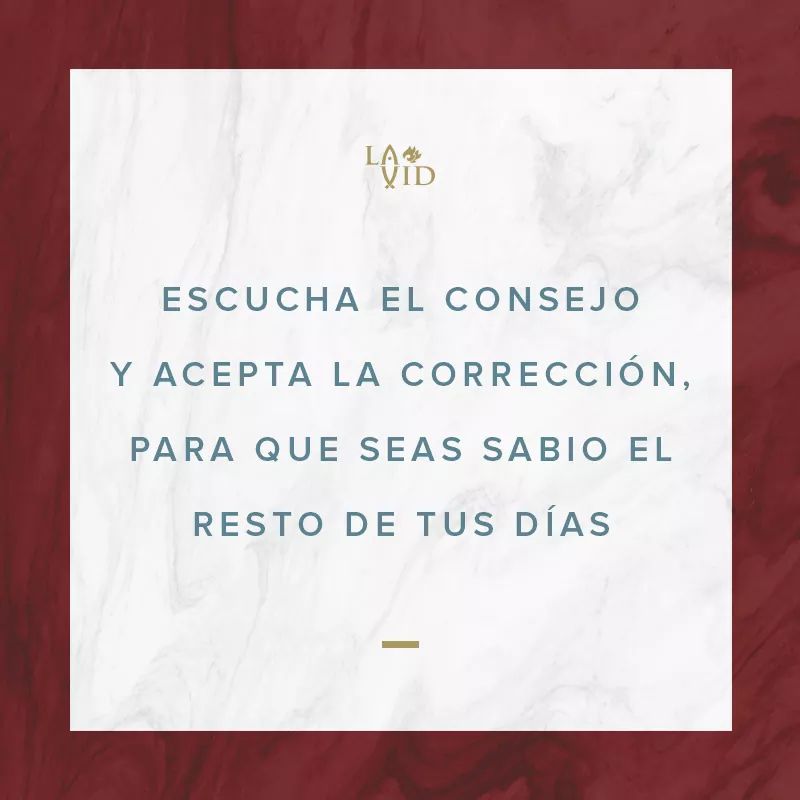 LA
VID
ESCUCHA EL CONSEJO
Y ACEPTA LA CORRECCIÓN,
PARA QUE SEAS SABIO EL
RESTO DE TUS DÍAS